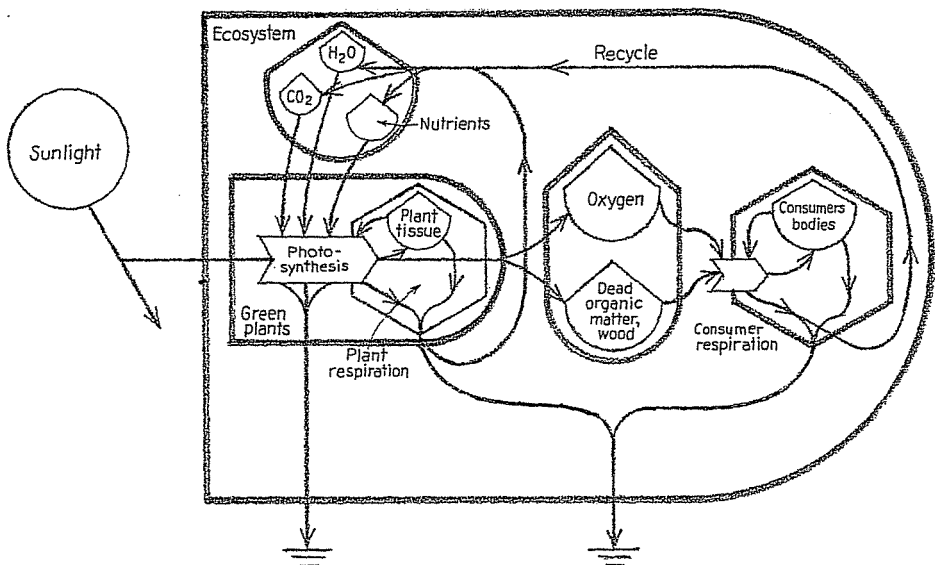 Ecosystem
H₂O
Recycle
CO₂
Nutrients
Sunlight
Oxygen
Plant
tissue
Consumers
bodies
Photo-
synthesis
Dead
organic
matter,
wood
Green
plants
Plant
respiration
Consumer
respiration